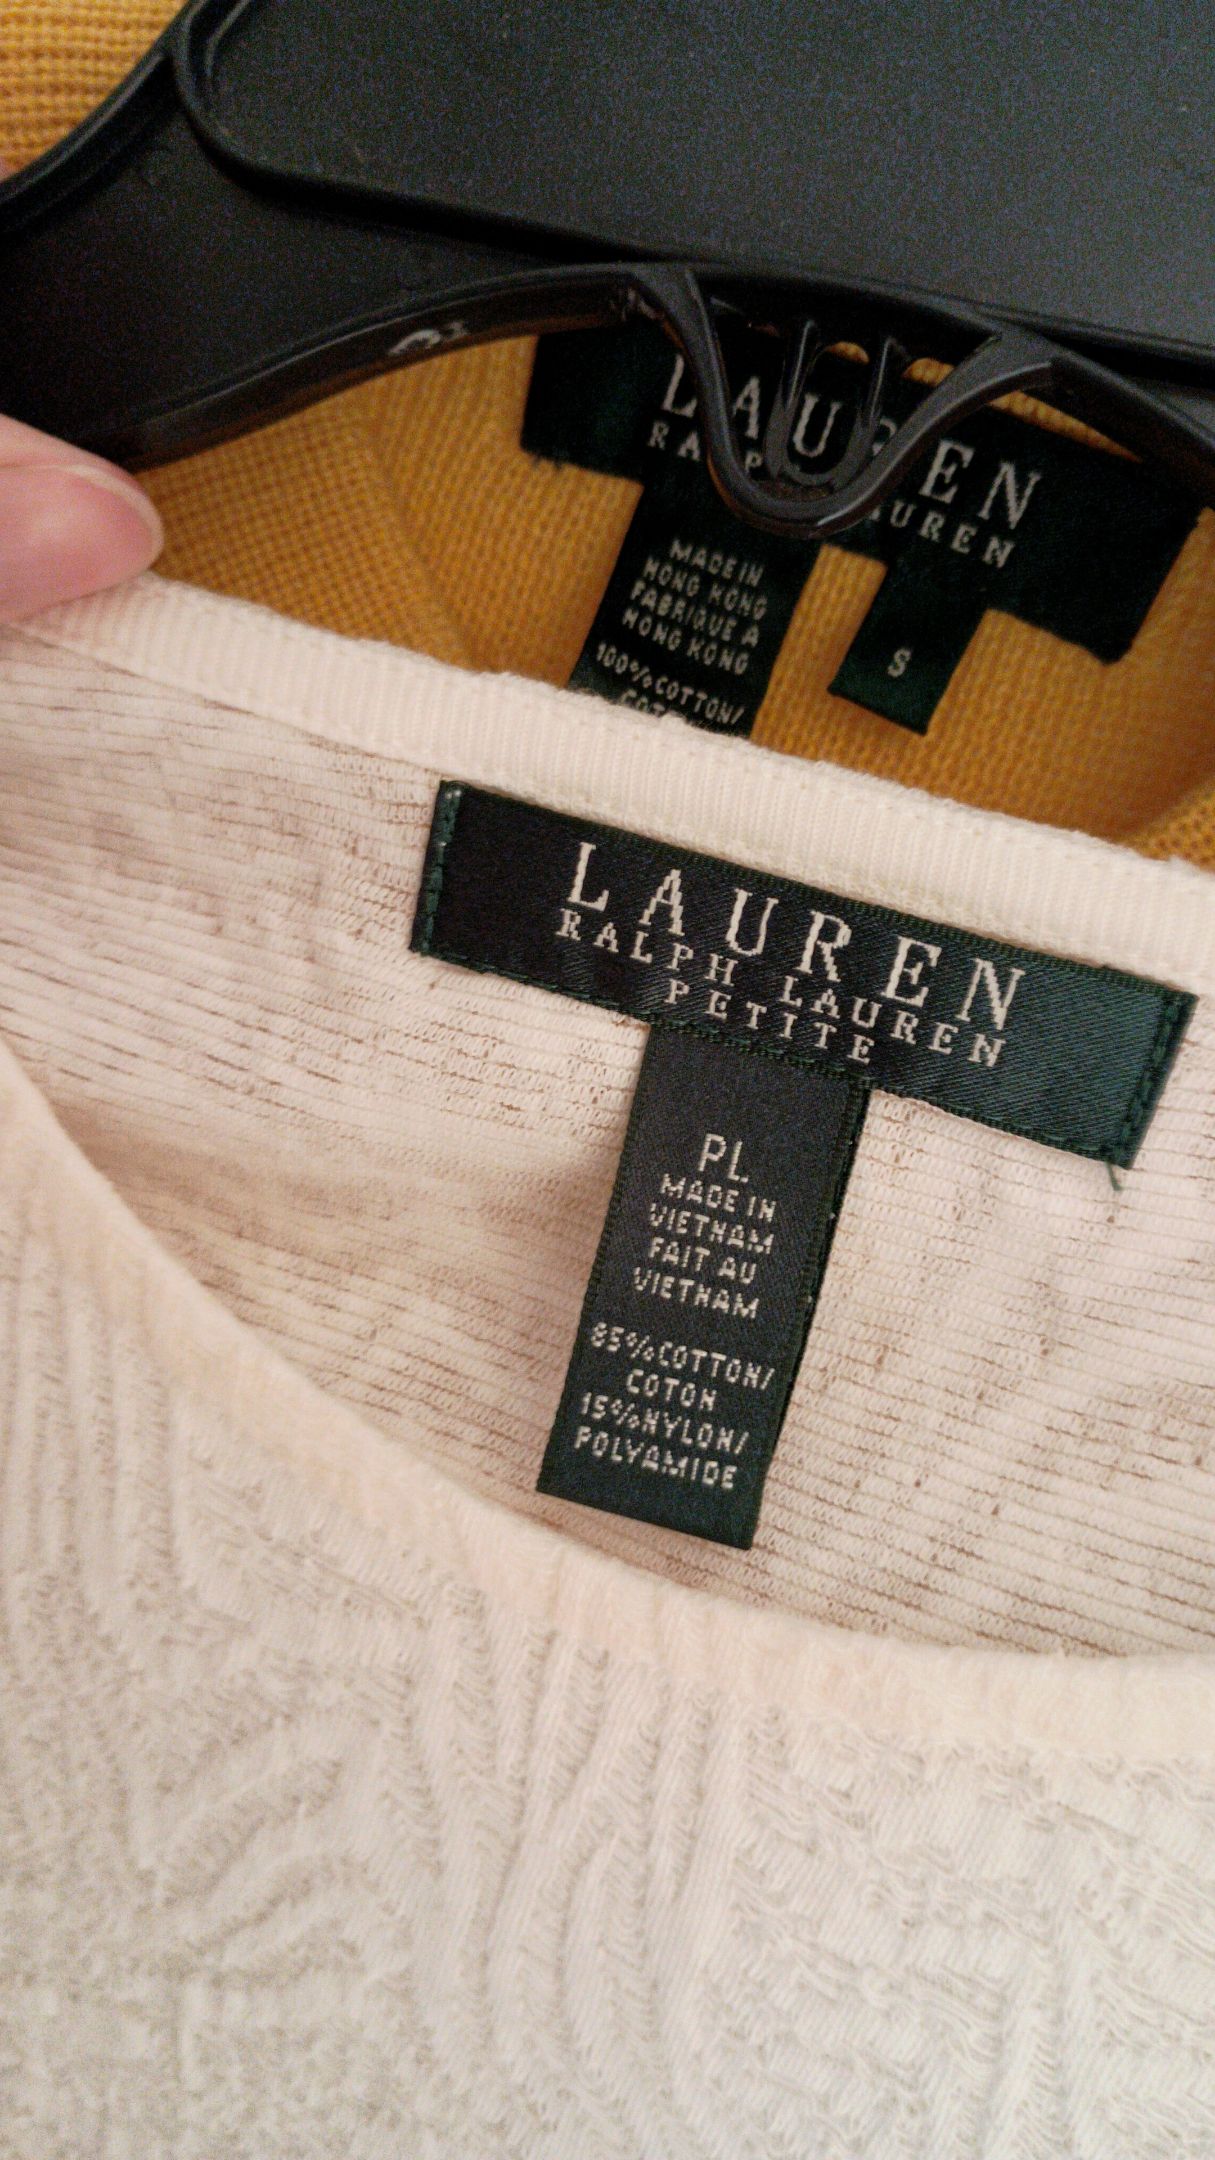 LAUREN
LAUREN
MADE IN
HONG KONG
FABRIQUE A
HONG KONG
100% COTTON/
S
LAUREN
RALPH LAUREN
PETITE
PL
MADE IN
VIETNAM
FAIT AU
VIETNAM
85% COTTON/
COTON
15% NYLON/
POLYAMIDE